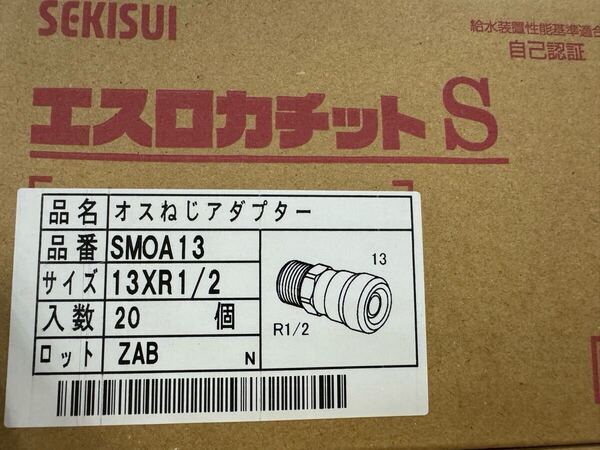 SEKISUI
給水装置性能基準適合
自己認証
エスロカチットS
品名 オスねじアダプター
品番 SMOA13
サイズ 13XR1/2
入数 20 個
ロット ZAB N
13
R1/2